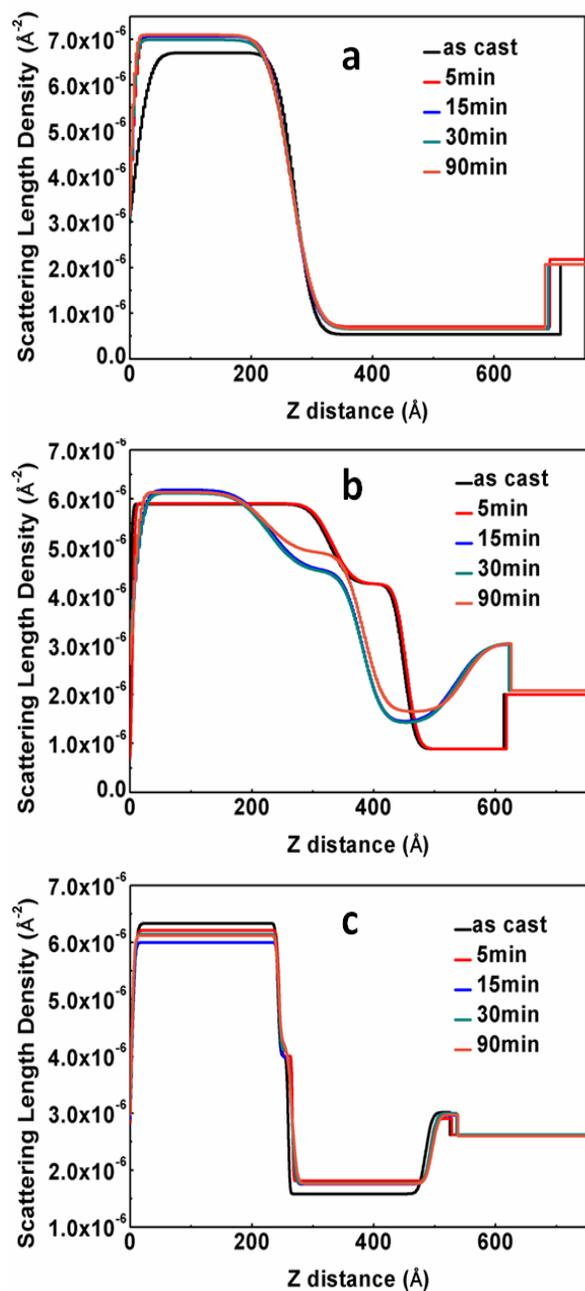 a
as cast
5min
15min
30min
90min
7.0x10-6
6.0x10-6
5.0x10-6
4.0x10-6
3.0x10-6
2.0x10-6
1.0x10-6
0.0
Scattering Length Density (Å-2)
0 200 400 600
Z distance (Å)
b
as cast
5min
15min
30min
90min
7.0x10-6
6.0x10-6
5.0x10-6
4.0x10-6
3.0x10-6
2.0x10-6
1.0x10-6
0.0
Scattering Length Density (Å-2)
0 200 400 600
Z distance (Å)
c
as cast
5min
15min
30min
90min
7.0x10-6
6.0x10-6
5.0x10-6
4.0x10-6
3.0x10-6
2.0x10-6
1.0x10-6
Scattering Length Density (Å-2)
0 200 400 600
Z distance (Å)